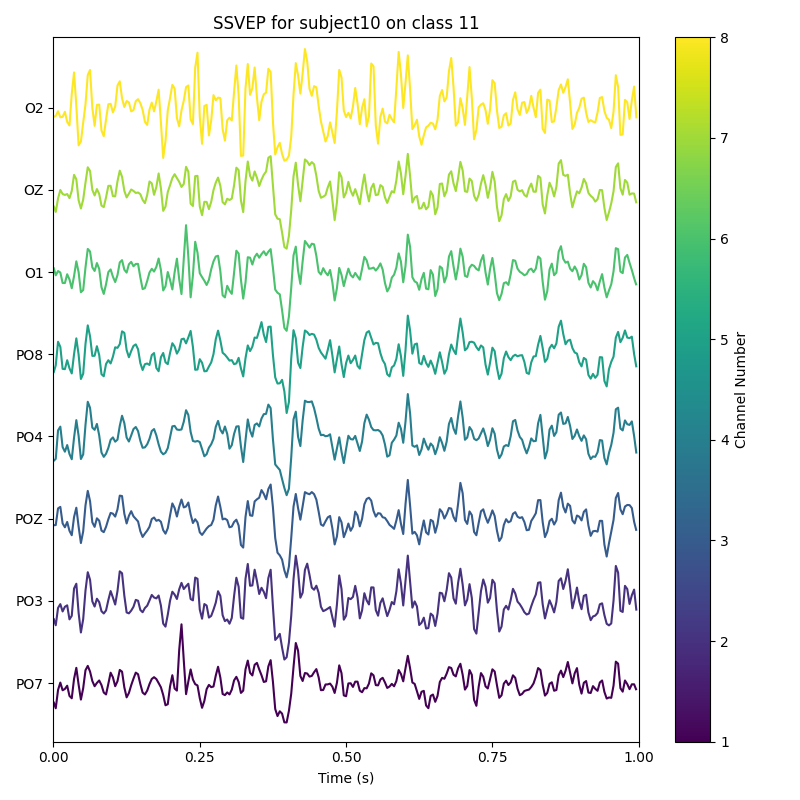 SSVEP for subject10 on class 11
O2
OZ
O1
PO8
PO4
POZ
PO3
PO7
0.00 0.25 0.50 0.75 1.00
Time (s)
8
7
6
5
4
3
2
1
Channel Number